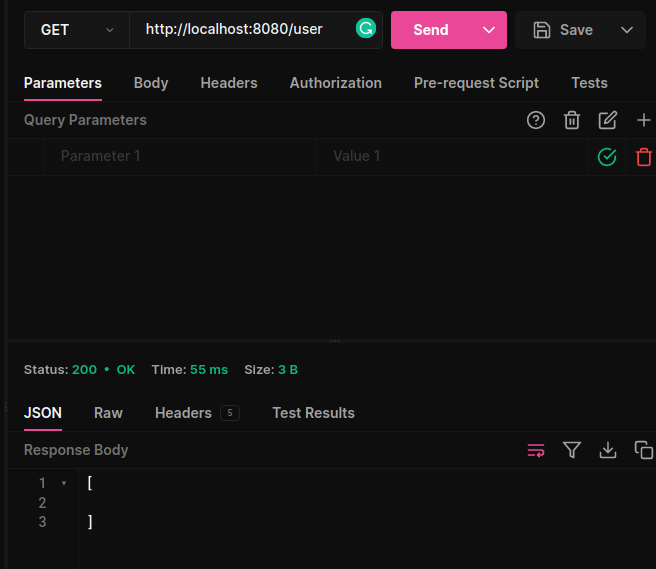 GET http://localhost:8080/user Send Save
Parameters Body Headers Authorization Pre-request Script Tests
Query Parameters
Parameter 1 Value 1
Status: 200 • OK Time: 55 ms Size: 3 B
JSON Raw Headers 5 Test Results
Response Body
1 [
2
3 ]